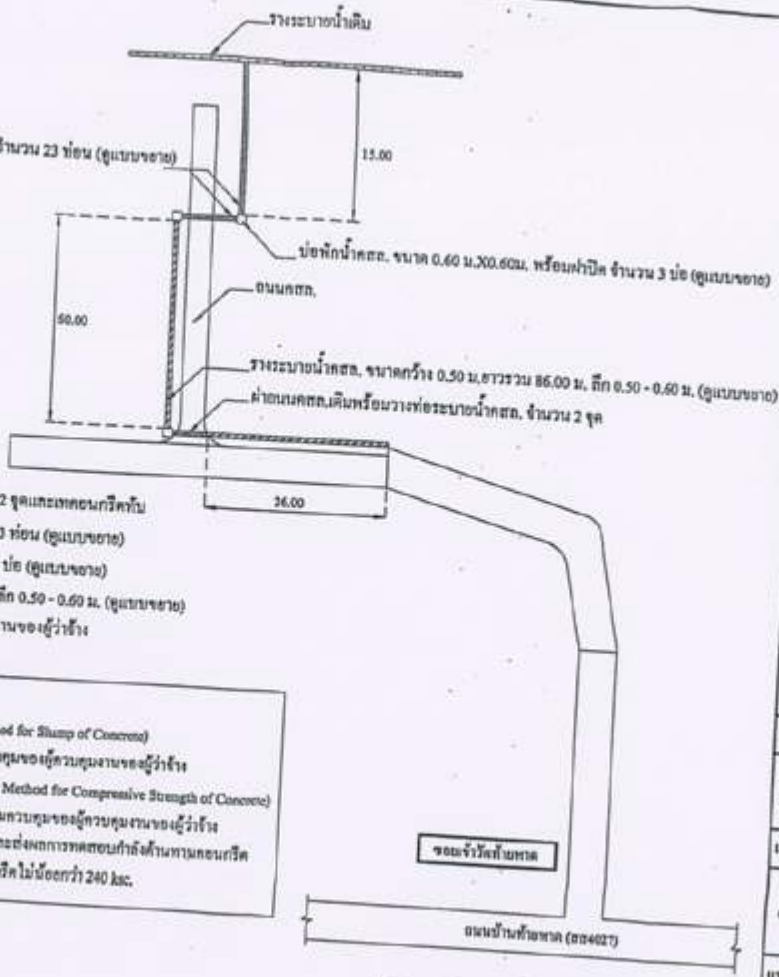 รางระบายน้ำเดิม
จำนวน 23 ท่อน (ดูแบบขยาย)
15.00
บ่อพักน้ำคสล. ขนาด 0.60 ม.X0.60ม. พร้อมฝาปิด จำนวน 3 บ่อ (ดูแบบขยาย)
ถนนคสล.
50.00
รางระบายน้ำคสล. ขนาดกว้าง 0.50 ม.ยาวรวม 86.00 ม. ลึก 0.50 - 0.60 ม. (ดูแบบขยาย)
ผ่าถนนคสล.เดิมพร้อมวางท่อระบายน้ำคสล. จำนวน 2 ชุด
36.00
2 ชุดและเทคอนกรีตทับ
3 ท่อน (ดูแบบขยาย)
บ่อ (ดูแบบขยาย)
ลึก 0.50 - 0.60 ม. (ดูแบบขยาย)
านของผู้ว่าจ้าง
od for Slump of Concrete)
คุมของผู้ควบคุมงานของผู้ว่าจ้าง
Method for Compressive Strength of Concrete)
มควบคุมของผู้ควบคุมงานของผู้ว่าจ้าง
ละส่งผลการทดสอบกำลังต้านทานคอนกรีต
รีตไม่น้อยกว่า 240 ksc.
ซอยเจ้าวัดท้ายหาด
ถนนบ้านท้ายหาด (สส4027)